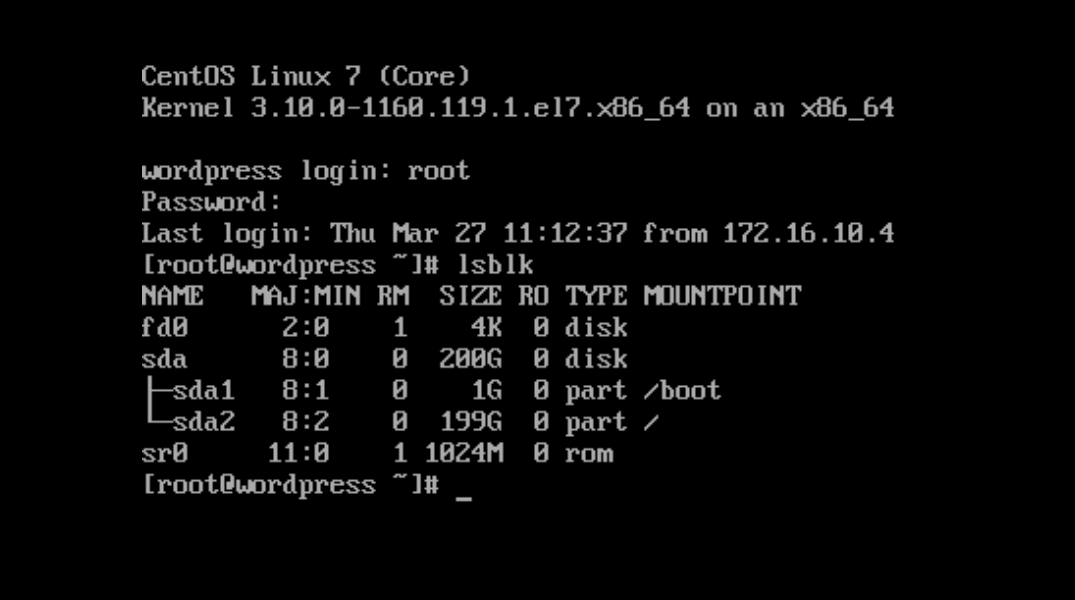 CentOS Linux 7 (Core)
Kernel 3.10.0-1160.119.1.el7.x86_64 on an x86_64
wordpress login: root
Password:
Last login: Thu Mar 27 11:12:37 from 172.16.10.4
[root@wordpress ~]# lsblk
NAME   MAJ:MIN RM  SIZE RO TYPE MOUNTPOINT
fd0      2:0    1    4K  0 disk
sda      8:0    0  200G  0 disk
├─sda1   8:1    0    1G  0 part /boot
└─sda2   8:2    0  199G  0 part /
sr0     11:0    1 1024M  0 rom
[root@wordpress ~]# _